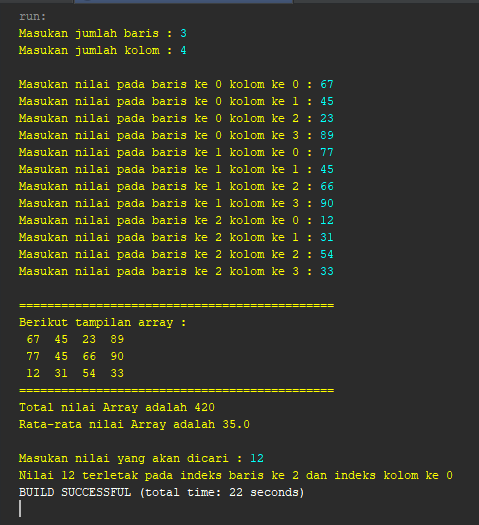 run:
Masukan jumlah baris : 3
Masukan jumlah kolom : 4
Masukan nilai pada baris ke 0 kolom ke 0 : 67
Masukan nilai pada baris ke 0 kolom ke 1 : 45
Masukan nilai pada baris ke 0 kolom ke 2 : 23
Masukan nilai pada baris ke 0 kolom ke 3 : 89
Masukan nilai pada baris ke 1 kolom ke 0 : 77
Masukan nilai pada baris ke 1 kolom ke 1 : 45
Masukan nilai pada baris ke 1 kolom ke 2 : 66
Masukan nilai pada baris ke 1 kolom ke 3 : 90
Masukan nilai pada baris ke 2 kolom ke 0 : 12
Masukan nilai pada baris ke 2 kolom ke 1 : 31
Masukan nilai pada baris ke 2 kolom ke 2 : 54
Masukan nilai pada baris ke 2 kolom ke 3 : 33
=============================================
Berikut tampilan array :
67 45 23 89
77 45 66 90
12 31 54 33
=============================================
Total nilai Array adalah 420
Rata-rata nilai Array adalah 35.0
Masukan nilai yang akan dicari : 12
Nilai 12 terletak pada indeks baris ke 2 dan indeks kolom ke 0
BUILD SUCCESSFUL (total time: 22 seconds)